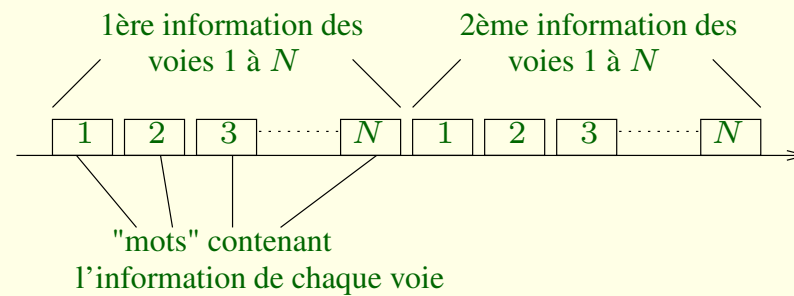 1ère information des
voies 1 à N
2ème information des
voies 1 à N
1 2 3 N 1 2 3 N
"mots" contenant
l'information de chaque voie